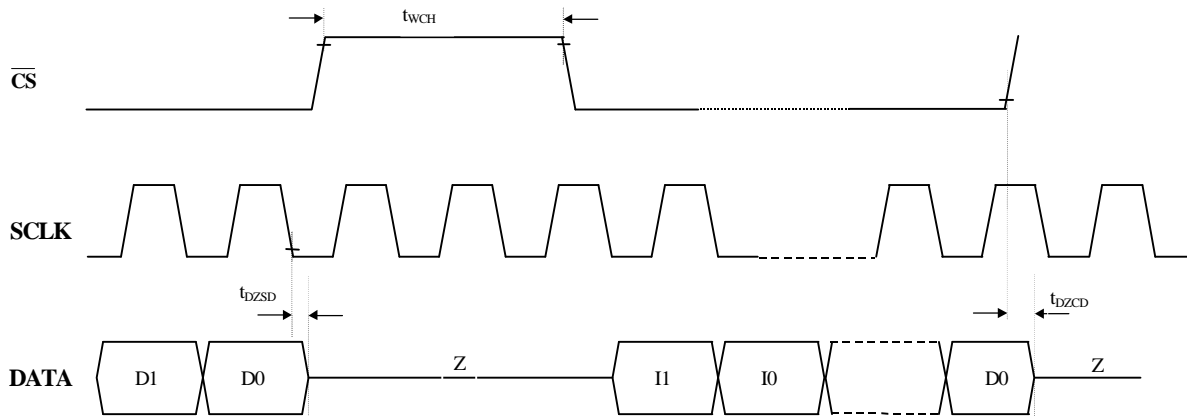 tWCH
CS
SCLK
tDZSD
tDZCD
DATA
D1 D0 Z I1 I0 D0 Z